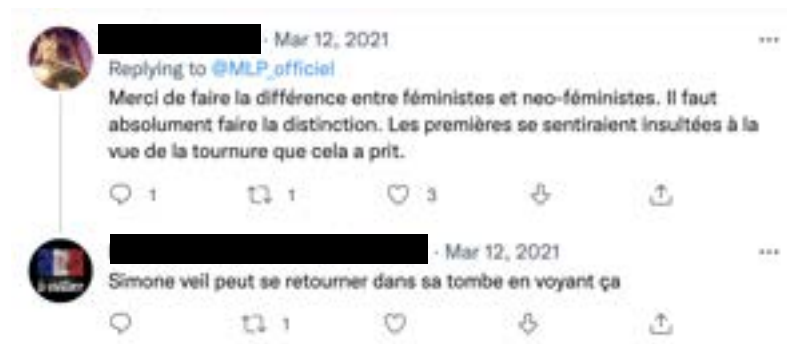 · Mar 12, 2021
Replying to @MLP_officiel
Merci de faire la différence entre féministes et neo-féministes. Il faut
absolument faire la distinction. Les premières se sentiraient insultées à la
vue de la tournure que cela a prit.
1 1 3
· Mar 12, 2021
Simone veil peut se retourner dans sa tombe en voyant ça
1